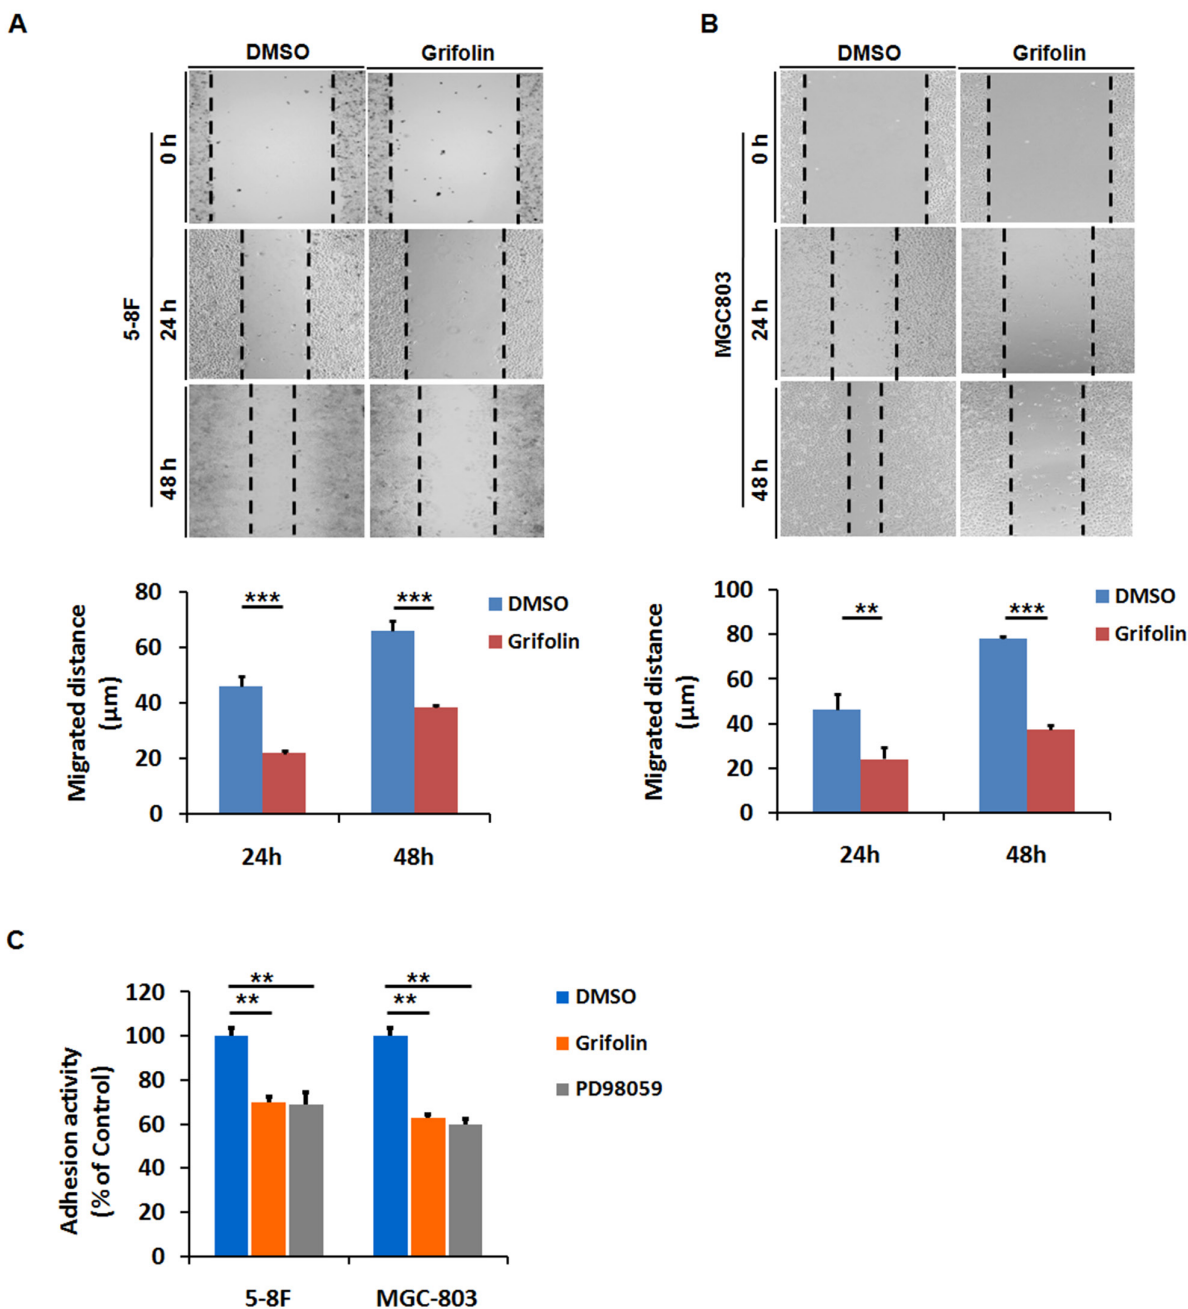 A
DMSO
Grifolin
0 h
24 h
48 h
5-8F
80
60
40
20
0
Migrated distance
(μm)
***
***
DMSO
Grifolin
24h
48h
B
DMSO
Grifolin
0 h
24 h
48 h
MGC803
100
80
60
40
20
0
Migrated distance
(μm)
**
***
DMSO
Grifolin
24h
48h
C
120
100
80
60
40
20
0
Adhesion activity
(% of Control)
**
**
**
**
DMSO
Grifolin
PD98059
5-8F
MGC-803